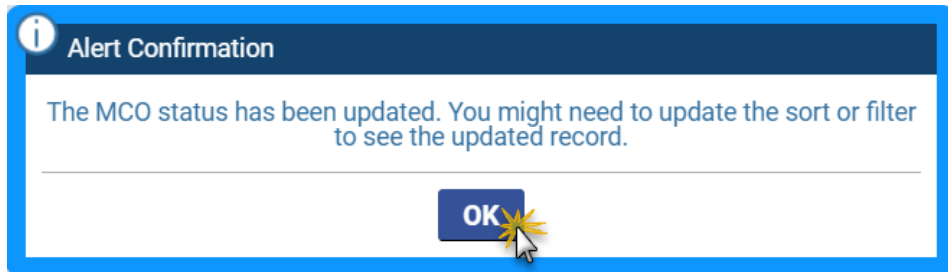 Alert Confirmation
The MCO status has been updated. You might need to update the sort or filter
to see the updated record.
OK